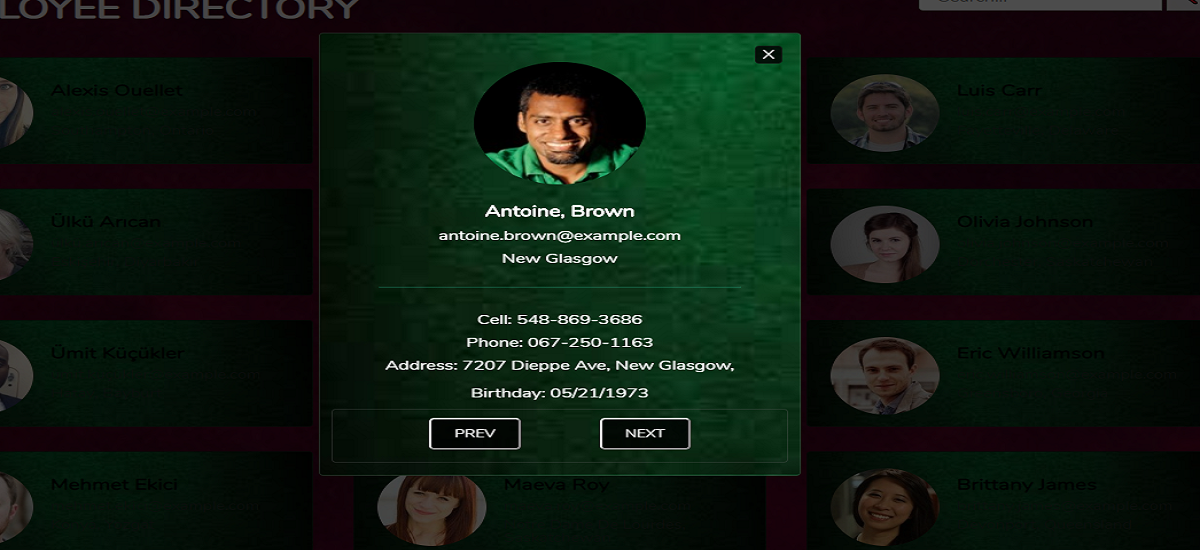 LOYEE DIRECTORY
Search...
Alexis Ouellet
Luis Carr
Ülkü Arıcan
Olivia Johnson
Ümit Küçükler
Eric Williamson
Mehmet Ekici
Maeva Roy
Brittany James
Antoine, Brown
antoine.brown@example.com
New Glasgow
Cell: 548-869-3686
Phone: 067-250-1163
Address: 7207 Dieppe Ave, New Glasgow,
Birthday: 05/21/1973
PREV
NEXT